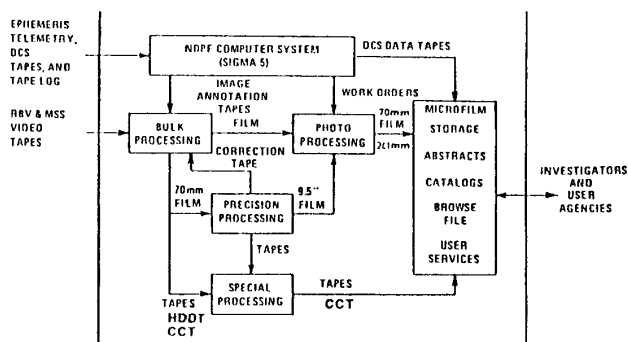 EPHEMERIS
TELEMETRY,
DCS
TAPES, AND
TAPE LOG
NDPF COMPUTER SYSTEM
(SIGMA 5)
DCS DATA TAPES
IMAGE
ANNOTATION
TAPES
WORK ORDERS
RBV & MSS
VIDEO
TAPES
BULK
PROCESSING
FILM
PHOTO
PROCESSING
70mm
FILM
241mm
MICROFILM
STORAGE
ABSTRACTS
CATALOGS
BROWSE
FILE
USER
SERVICES
INVESTIGATORS
AND
USER
AGENCIES
CORRECTION
TAPE
70mm
FILM
PRECISION
PROCESSING
9.5"
FILM
TAPES
SPECIAL
PROCESSING
TAPES
CCT
TAPES
HDDT
CCT